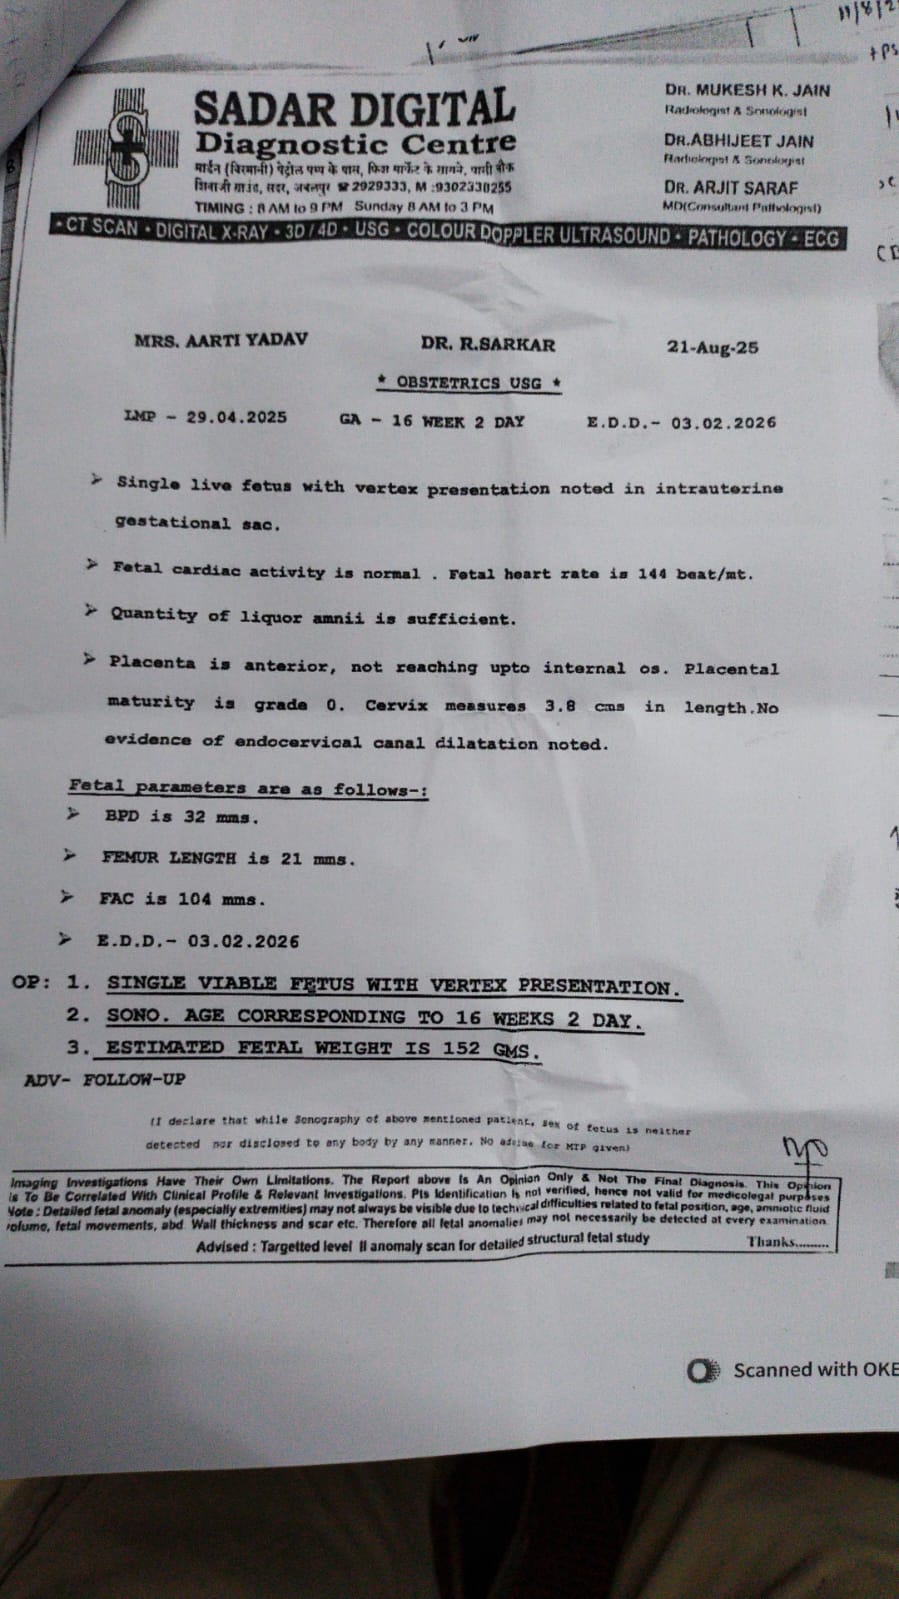 11/8/2
SADAR DIGITAL
Diagnostic Centre
मार्डन (बिरमानी) पेट्रोल पम्प के पास, फिश मार्केट के सामने,
शिवाजी ग्राउंड, सदर, जबलपुर ☎ 2929333, M :9302330255
TIMING : 8 AM to 9 PM Sunday 8 AM to 3 PM
DR. MUKESH K. JAIN
Radiologist & Sonologist
DR.ABHIJEET JAIN
Radiologist & Sonologist
DR. ARJIT SARAF
MD(Consultant Pathologist)
• CT SCAN • DIGITAL X-RAY • 3D / 4D • USG • COLOUR DOPPLER ULTRASOUND • PATHOLOGY • ECG
MRS. AARTI YADAV DR. R.SARKAR 21-Aug-25
* OBSTETRICS USG *
LMP - 29.04.2025 GA - 16 WEEK 2 DAY E.D.D.- 03.02.2026
➢ Single live fetus with vertex presentation noted in intrauterine
gestational sac.
➢ Fetal cardiac activity is normal . Fetal heart rate is 144 beat/mt.
➢ Quantity of liquor amnii is sufficient.
➢ Placenta is anterior, not reaching upto internal os. Placental
maturity is grade 0. Cervix measures 3.8 cms in length.No
evidence of endocervical canal dilatation noted.
Fetal parameters are as follows-:
➢ BPD is 32 mms.
➢ FEMUR LENGTH is 21 mms.
➢ FAC is 104 mms.
➢ E.D.D.- 03.02.2026
OP: 1. SINGLE VIABLE FETUS WITH VERTEX PRESENTATION.
2. SONO. AGE CORRESPONDING TO 16 WEEKS 2 DAY.
3. ESTIMATED FETAL WEIGHT IS 152 GMS.
ADV- FOLLOW-UP
(I declare that while Sonography of above mentioned patient, sex of fetus is neither
detected nor disclosed to any body by any manner. No advise for MTP given)
Imaging Investigations Have Their Own Limitations. The Report above Is An Opinion Only & Not The Final Diagnosis. This Opinion
is To Be Correlated With Clinical Profile & Relevant Investigations. Pts Identification is not verified, hence not valid for medicolegal purposes
Note : Detailed fetal anomaly (especially extremities) may not always be visible due to technical difficulties related to fetal position, age, amniotic fluid
volume, fetal movements, abd. Wall thickness and scar etc. Therefore all fetal anomalies may not necessarily be detected at every examination.
Advised : Targetted level II anomaly scan for detailed structural fetal study Thanks.........
Scanned with OKE